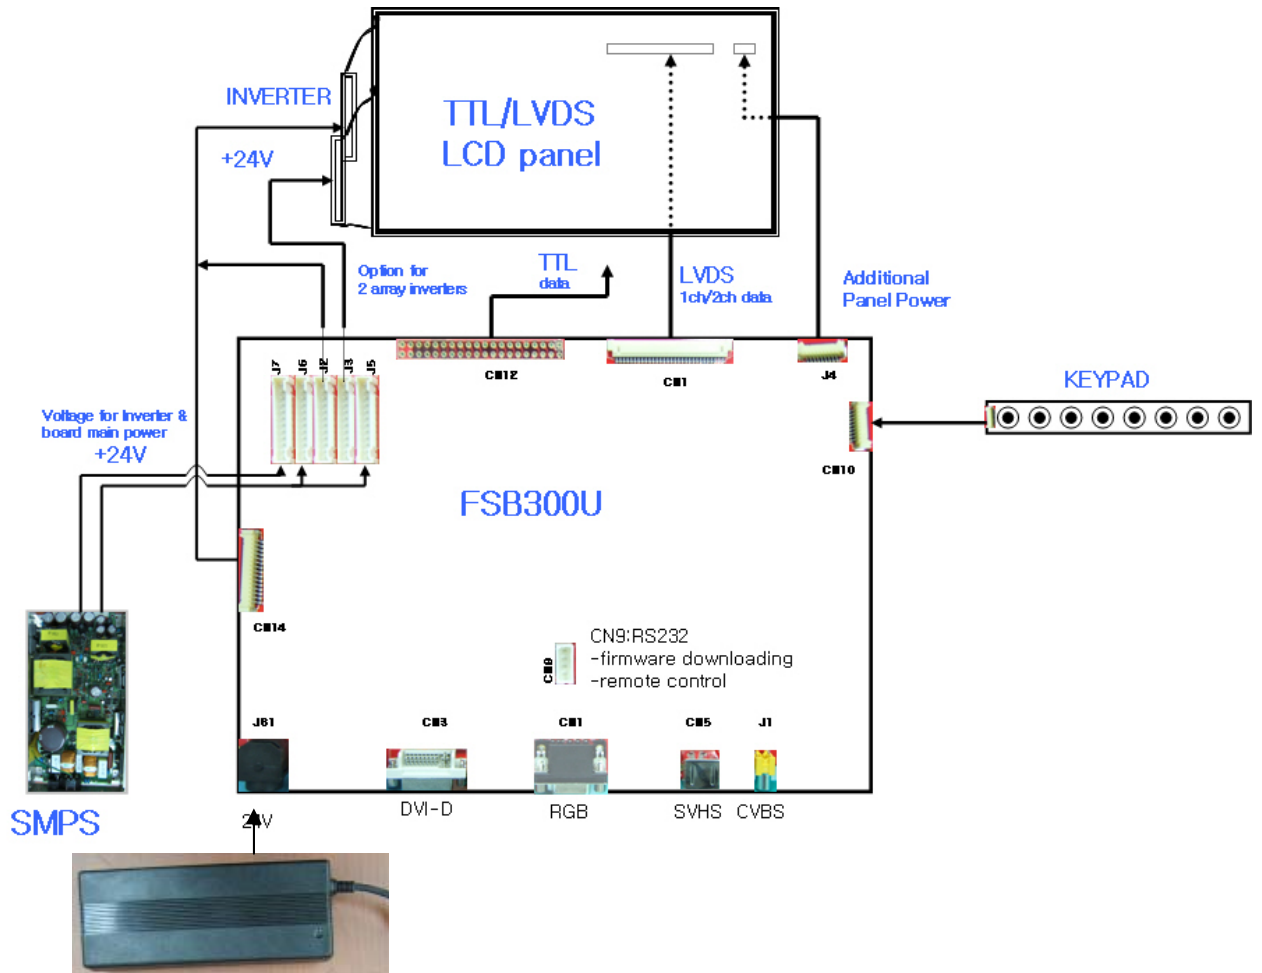 INVERTER
+24V
TTL/LVDS
LCD panel
Option for
2 array inverters
TTL
data
LVDS
1ch/2ch data
Additional
Panel Power
J7
J6
J2
J3
J5
CN12
CN1
J4
KEYPAD
Voltage for Inverter &
board main power
+24V
CN10
FSB300U
CN14
CN9
CN9:RS232
-firmware downloading
-remote control
J61
CN3
CN1
CN5
J1
SMPS
24V
DVI-D
RGB
SVHS
CVBS